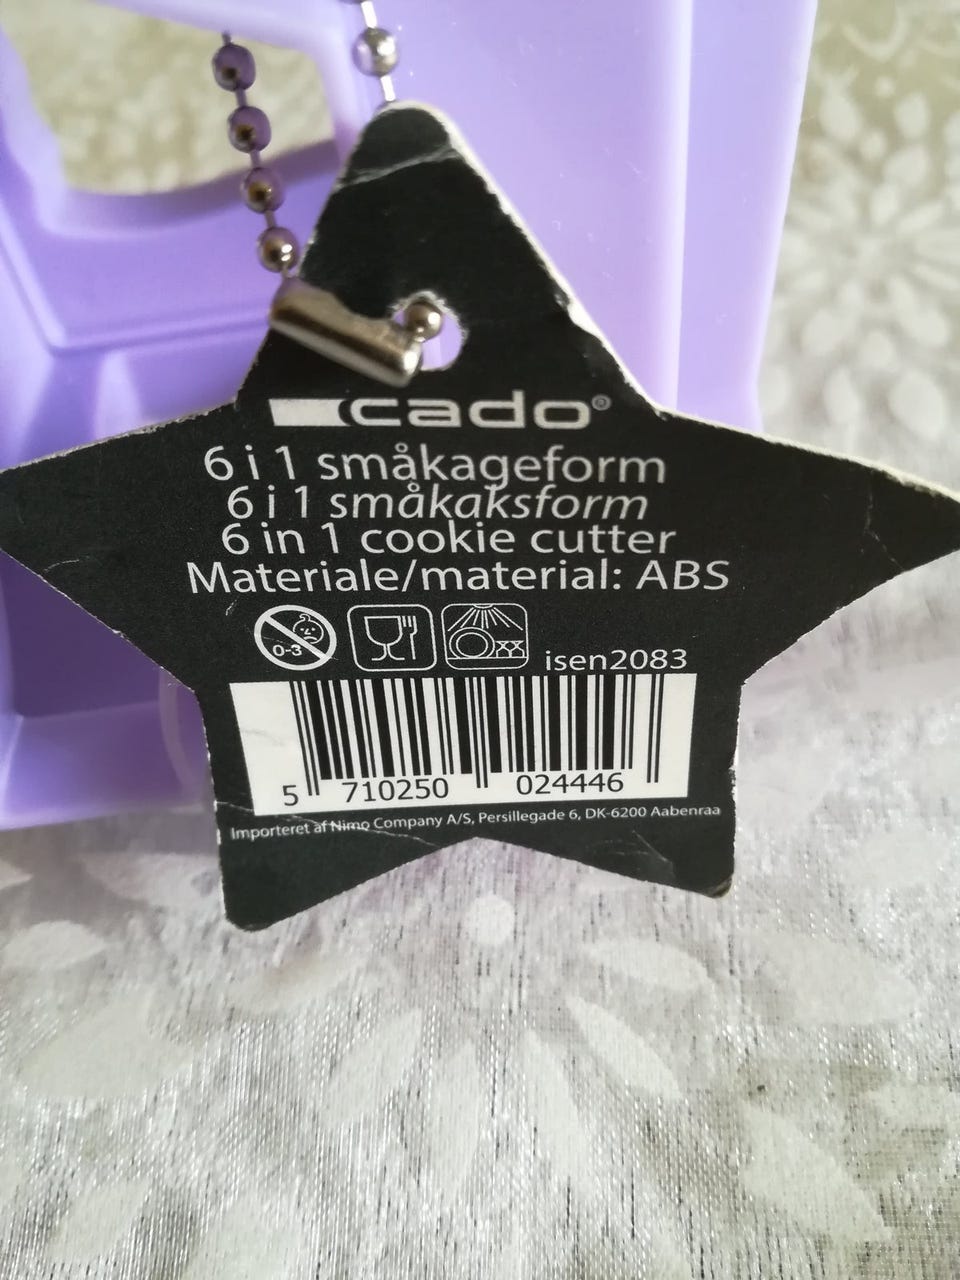 cado®
6 i 1 småkageform
6 i 1 småkaksform
6 in 1 cookie cutter
Materiale/material: ABS
0-3
isen2083
5 710250 024446
Importeret af Nimo Company A/S, Persillegade 6, DK-6200 Aabenraa